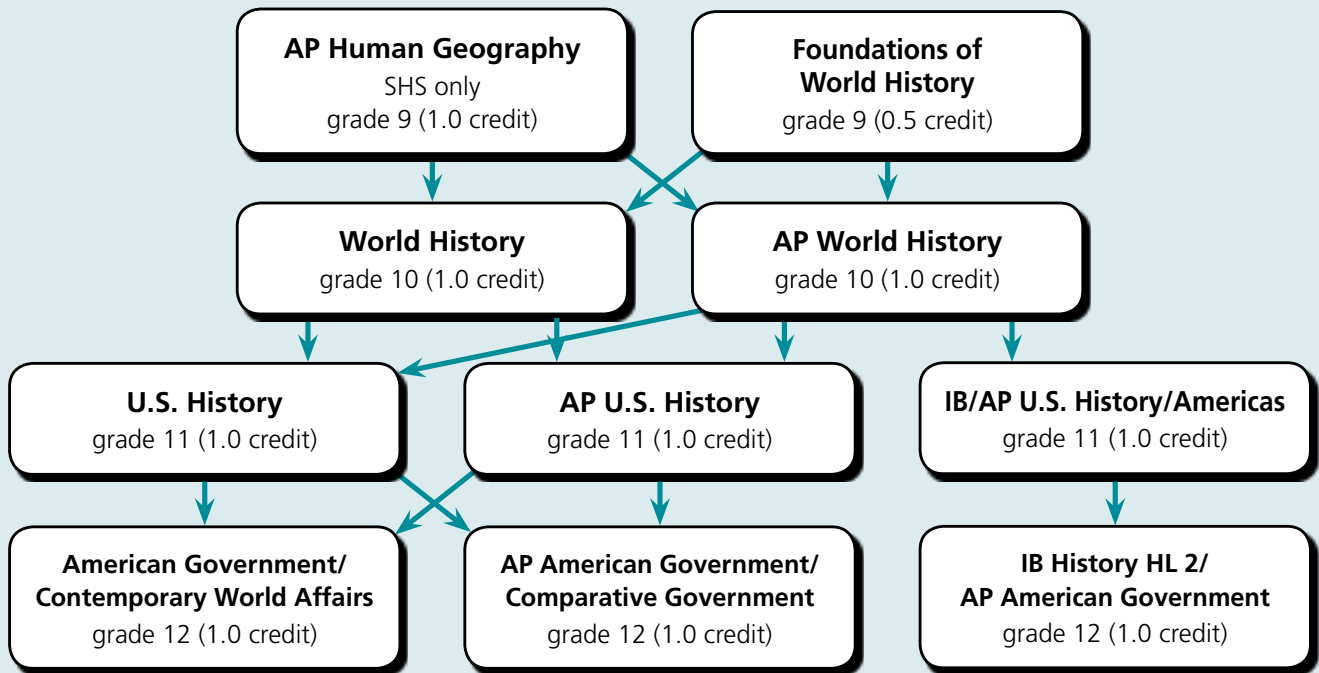 AP Human Geography
SHS only
grade 9 (1.0 credit)
Foundations of
World History
grade 9 (0.5 credit)
World History
grade 10 (1.0 credit)
AP World History
grade 10 (1.0 credit)
U.S. History
grade 11 (1.0 credit)
AP U.S. History
grade 11 (1.0 credit)
IB/AP U.S. History/Americas
grade 11 (1.0 credit)
American Government/
Contemporary World Affairs
grade 12 (1.0 credit)
AP American Government/
Comparative Government
grade 12 (1.0 credit)
IB History HL 2/
AP American Government
grade 12 (1.0 credit)